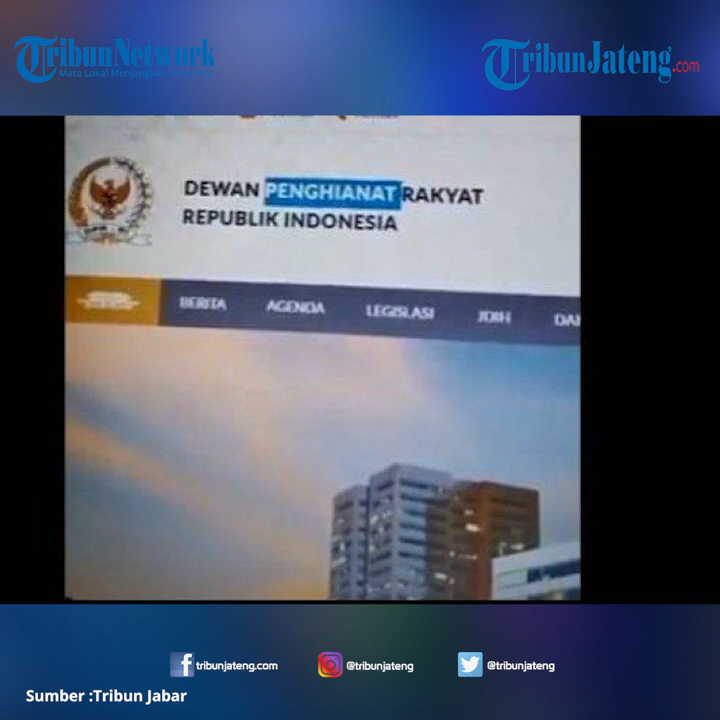 TribunNetwork
TribunJateng.com
DEWAN PENGHIANAT RAKYAT
REPUBLIK INDONESIA
BERITA AGENDA LEGISLASI JDIH
tribunjateng.com @tribunjateng @tribunjateng
Sumber :Tribun Jabar